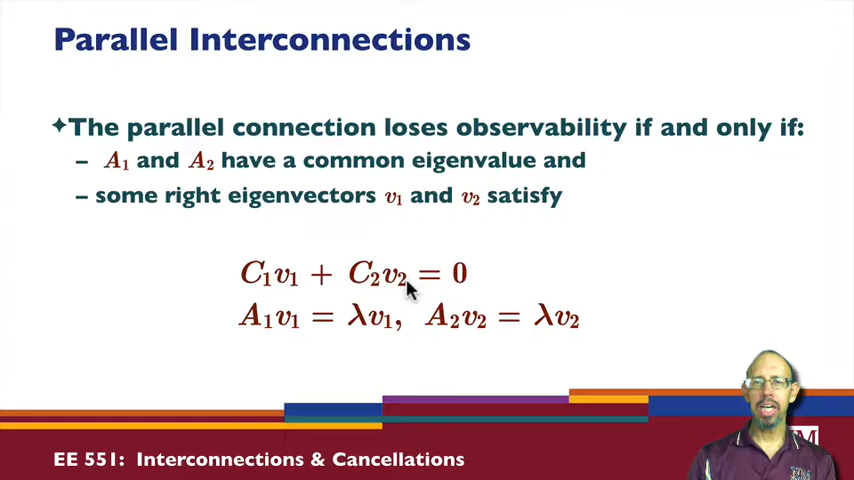 Parallel Interconnections
✦The parallel connection loses observability if and only if:
– A₁ and A₂ have a common eigenvalue and
– some right eigenvectors v₁ and v₂ satisfy
C₁v₁ + C₂v₂ = 0
A₁v₁ = λv₁, A₂v₂ = λv₂
EE 551: Interconnections & Cancellations